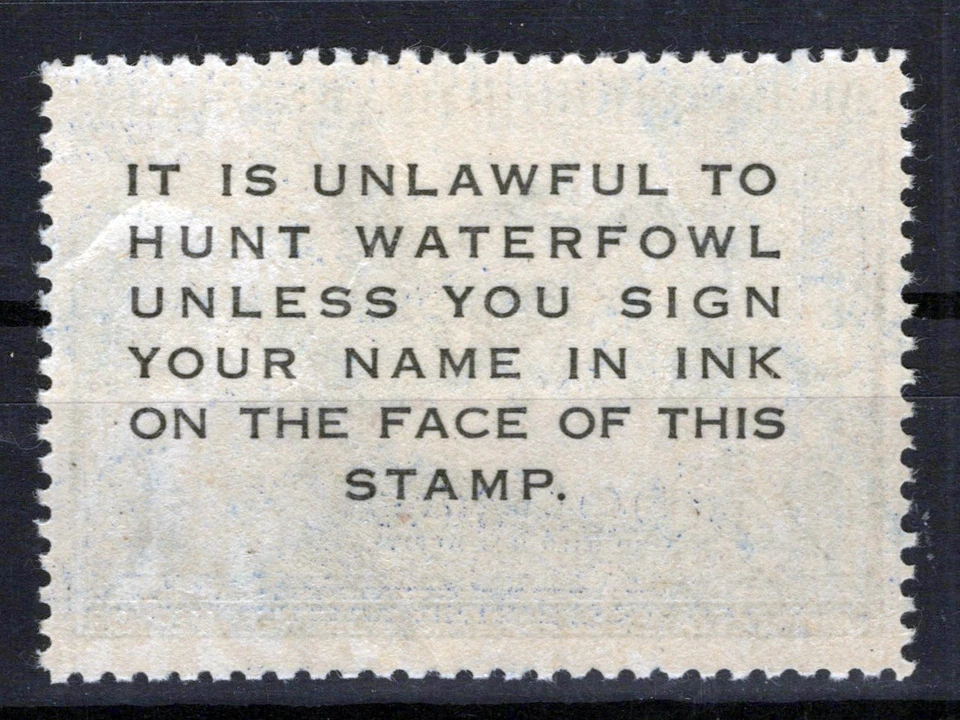 IT IS UNLAWFUL TO
HUNT WATERFOWL
UNLESS YOU SIGN
YOUR NAME IN INK
ON THE FACE OF THIS
STAMP.